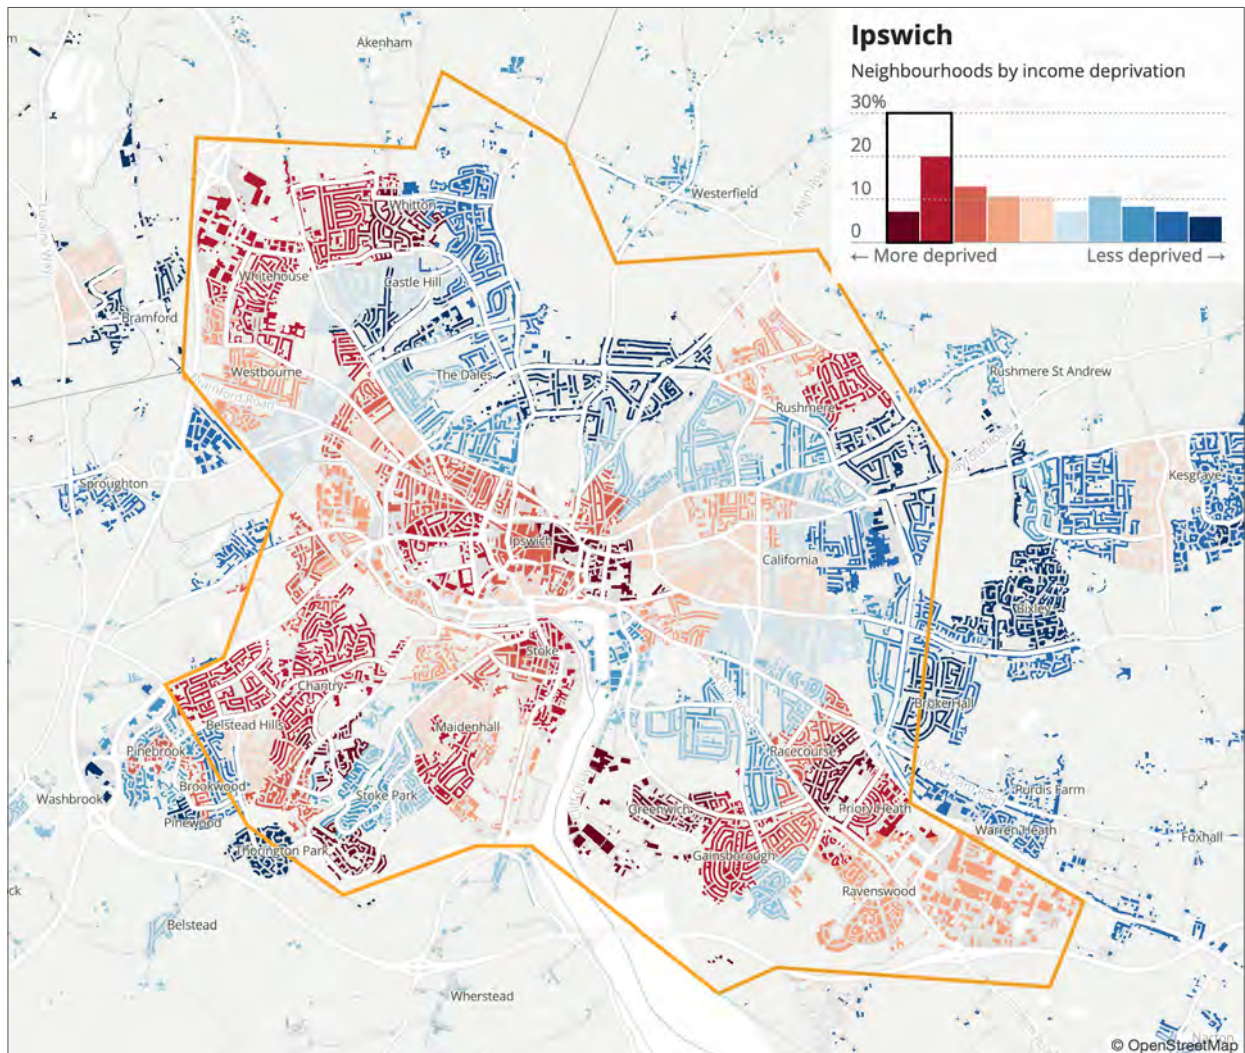 Ipswich
Neighbourhoods by income deprivation
30%
20
10
0
← More deprived
Less deprived →
Akenham
Westerfield
Whitton
Whitehouse
Castle Hill
Bramford
Westbourne
The Dales
Rushmere St Andrew
Rushmere
Sproughton
Kesgrave
Ipswich
California
Bixley
Stoke
Chantry
Belstead Hills
Maidenhall
Broke Hall
Pinebrook
Racecourse
Brookwood
Stoke Park
Washbrook
Greenwich
Priory Heath
Purdis Farm
Pinewood
Warren Heath
Foxhall
Thorington Park
Gainsborough
Ravenswood
Belstead
Wherstead
© OpenStreetMap